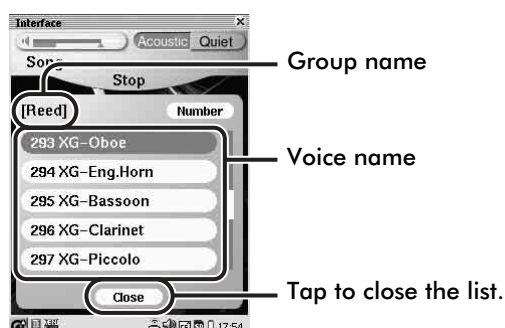 Interface ×
Acoustic Quiet
Song
Stop
Group name
[Reed] Number
293 XG-Oboe
294 XG-Eng.Horn
Voice name
295 XG-Bassoon
296 XG-Clarinet
297 XG-Piccolo
Close
Tap to close the list.
17:54